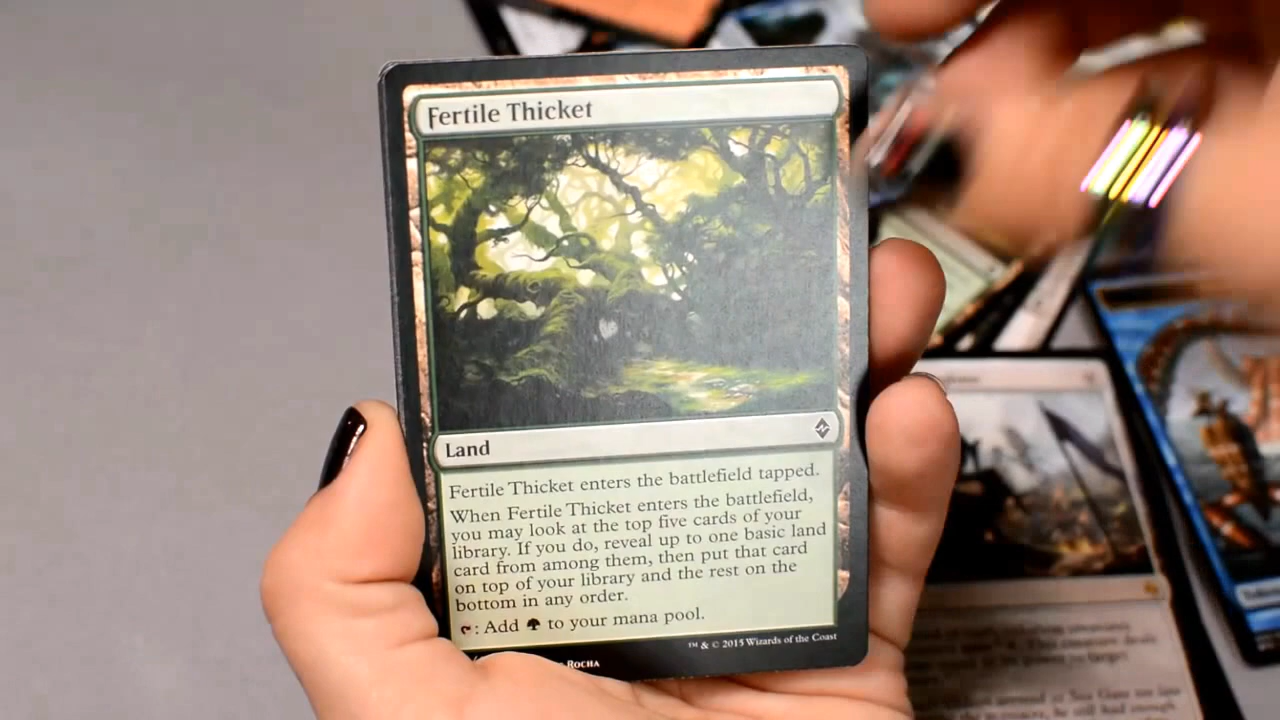 Fertile Thicket
Land
Fertile Thicket enters the battlefield tapped.
When Fertile Thicket enters the battlefield,
you may look at the top five cards of your
library. If you do, reveal up to one basic land
card from among them, then put that card
on top of your library and the rest on the
bottom in any order.
: Add to your mana pool.
™ & © 2015 Wizards of the Coast
Rocha